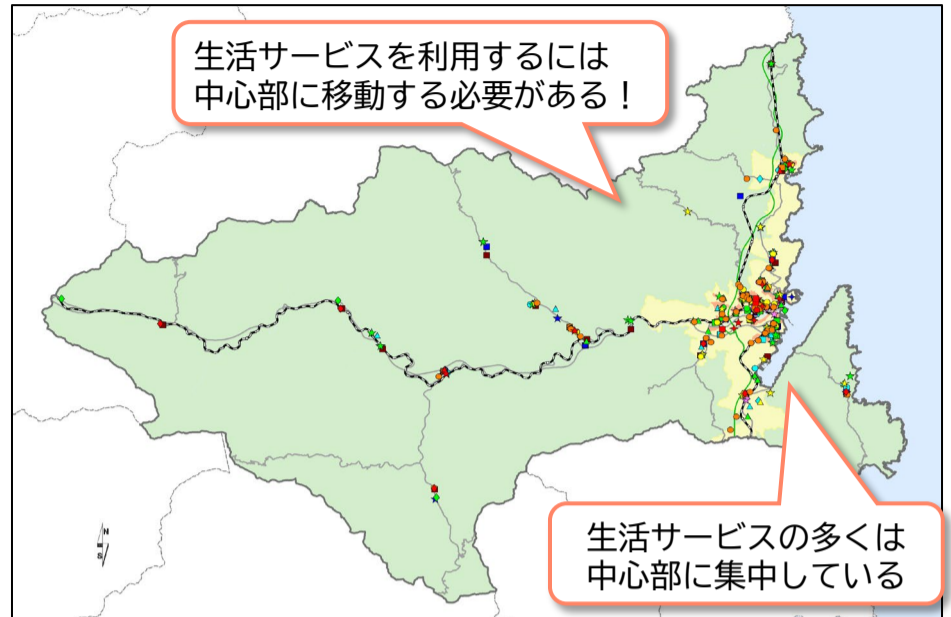 生活サービスを利用するには
中心部に移動する必要がある！
生活サービスの多くは
中心部に集中している
N
S